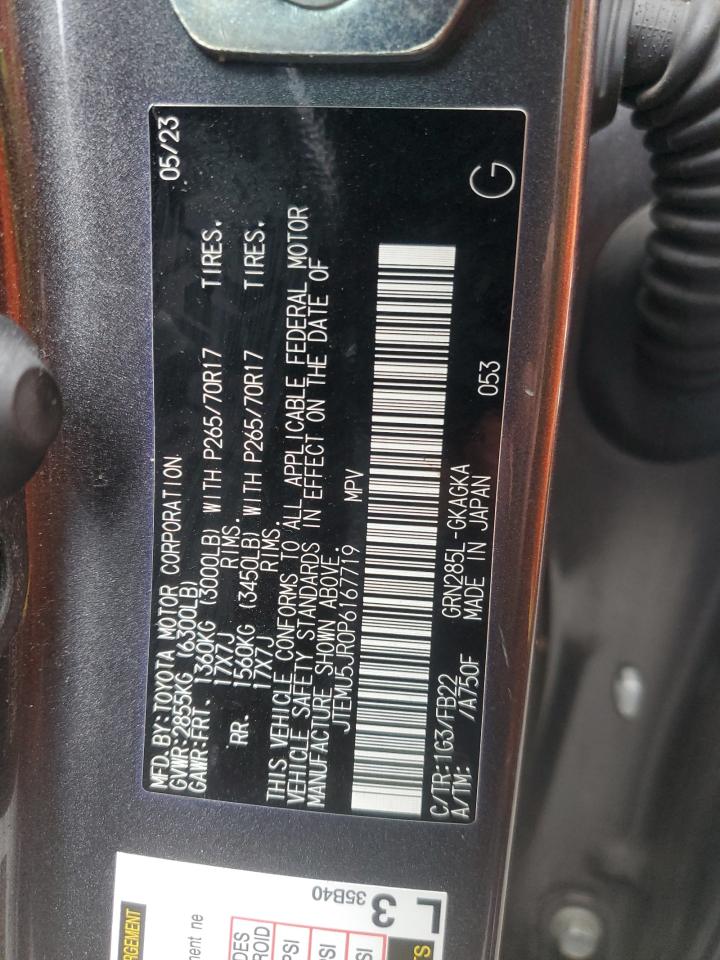 MFD. BY: TOYOTA MOTOR CORPORATION 05/23
GVWR: 2855KG (6300LB)
GAWR: FRT. 1360KG (3000LB) WITH P265/70R17 TIRES.
17X7J RIMS.
RR. 1560KG (3450LB) WITH P265/70R17 TIRES.
17X7J RIMS.
THIS VEHICLE CONFORMS TO ALL APPLICABLE FEDERAL MOTOR
VEHICLE SAFETY STANDARDS IN EFFECT ON THE DATE OF
MANUFACTURE SHOWN ABOVE.
JTEMU5JR0P6167719 MPV
C/TR: 1G3/FB22 GRN285L-GKAGKA 053 G
A/TM: /A750F MADE IN JAPAN
L
3
35B40